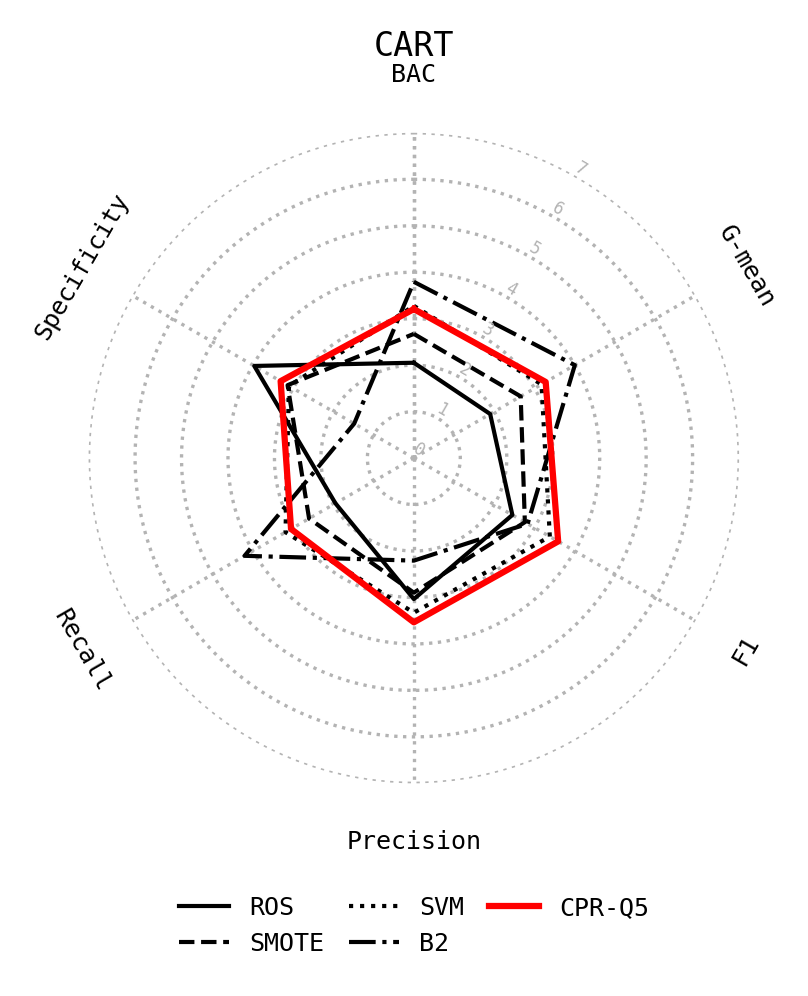 CART
BAC
G-mean
Specificity
7
6
5
4
3
2
1
0
Recall
F1
Precision
ROS
SVM
CPR-Q5
SMOTE
B2